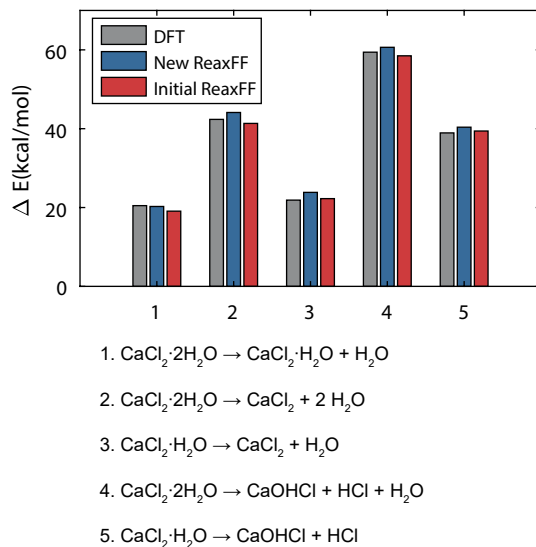 DFT
New ReaxFF
Initial ReaxFF
Δ E(kcal/mol)
60
40
20
0
1 2 3 4 5
1. CaCl₂·2H₂O → CaCl₂·H₂O + H₂O
2. CaCl₂·2H₂O → CaCl₂ + 2 H₂O
3. CaCl₂·H₂O → CaCl₂ + H₂O
4. CaCl₂·2H₂O → CaOHCl + HCl + H₂O
5. CaCl₂·H₂O → CaOHCl + HCl